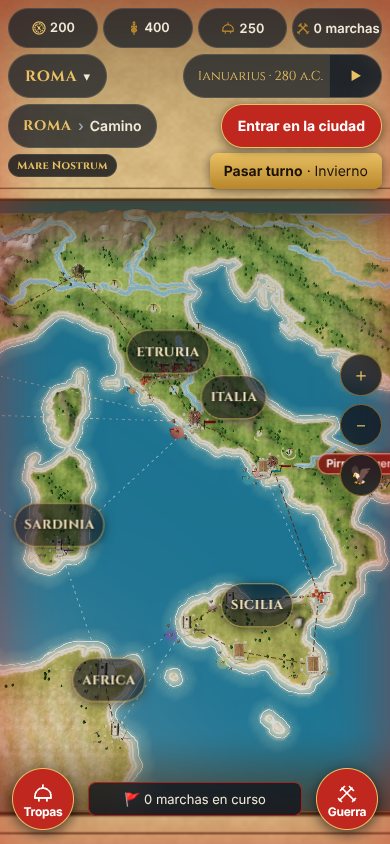 200
400
250
0 marchas
ROMA ▾
IANUARIUS · 280 A.C.
ROMA › Camino
Entrar en la ciudad
MARE NOSTRUM
Pasar turno · Invierno
ETRURIA
ITALIA
+
−
SARDINIA
SICILIA
AFRICA
0 marchas en curso
Tropas
Guerra